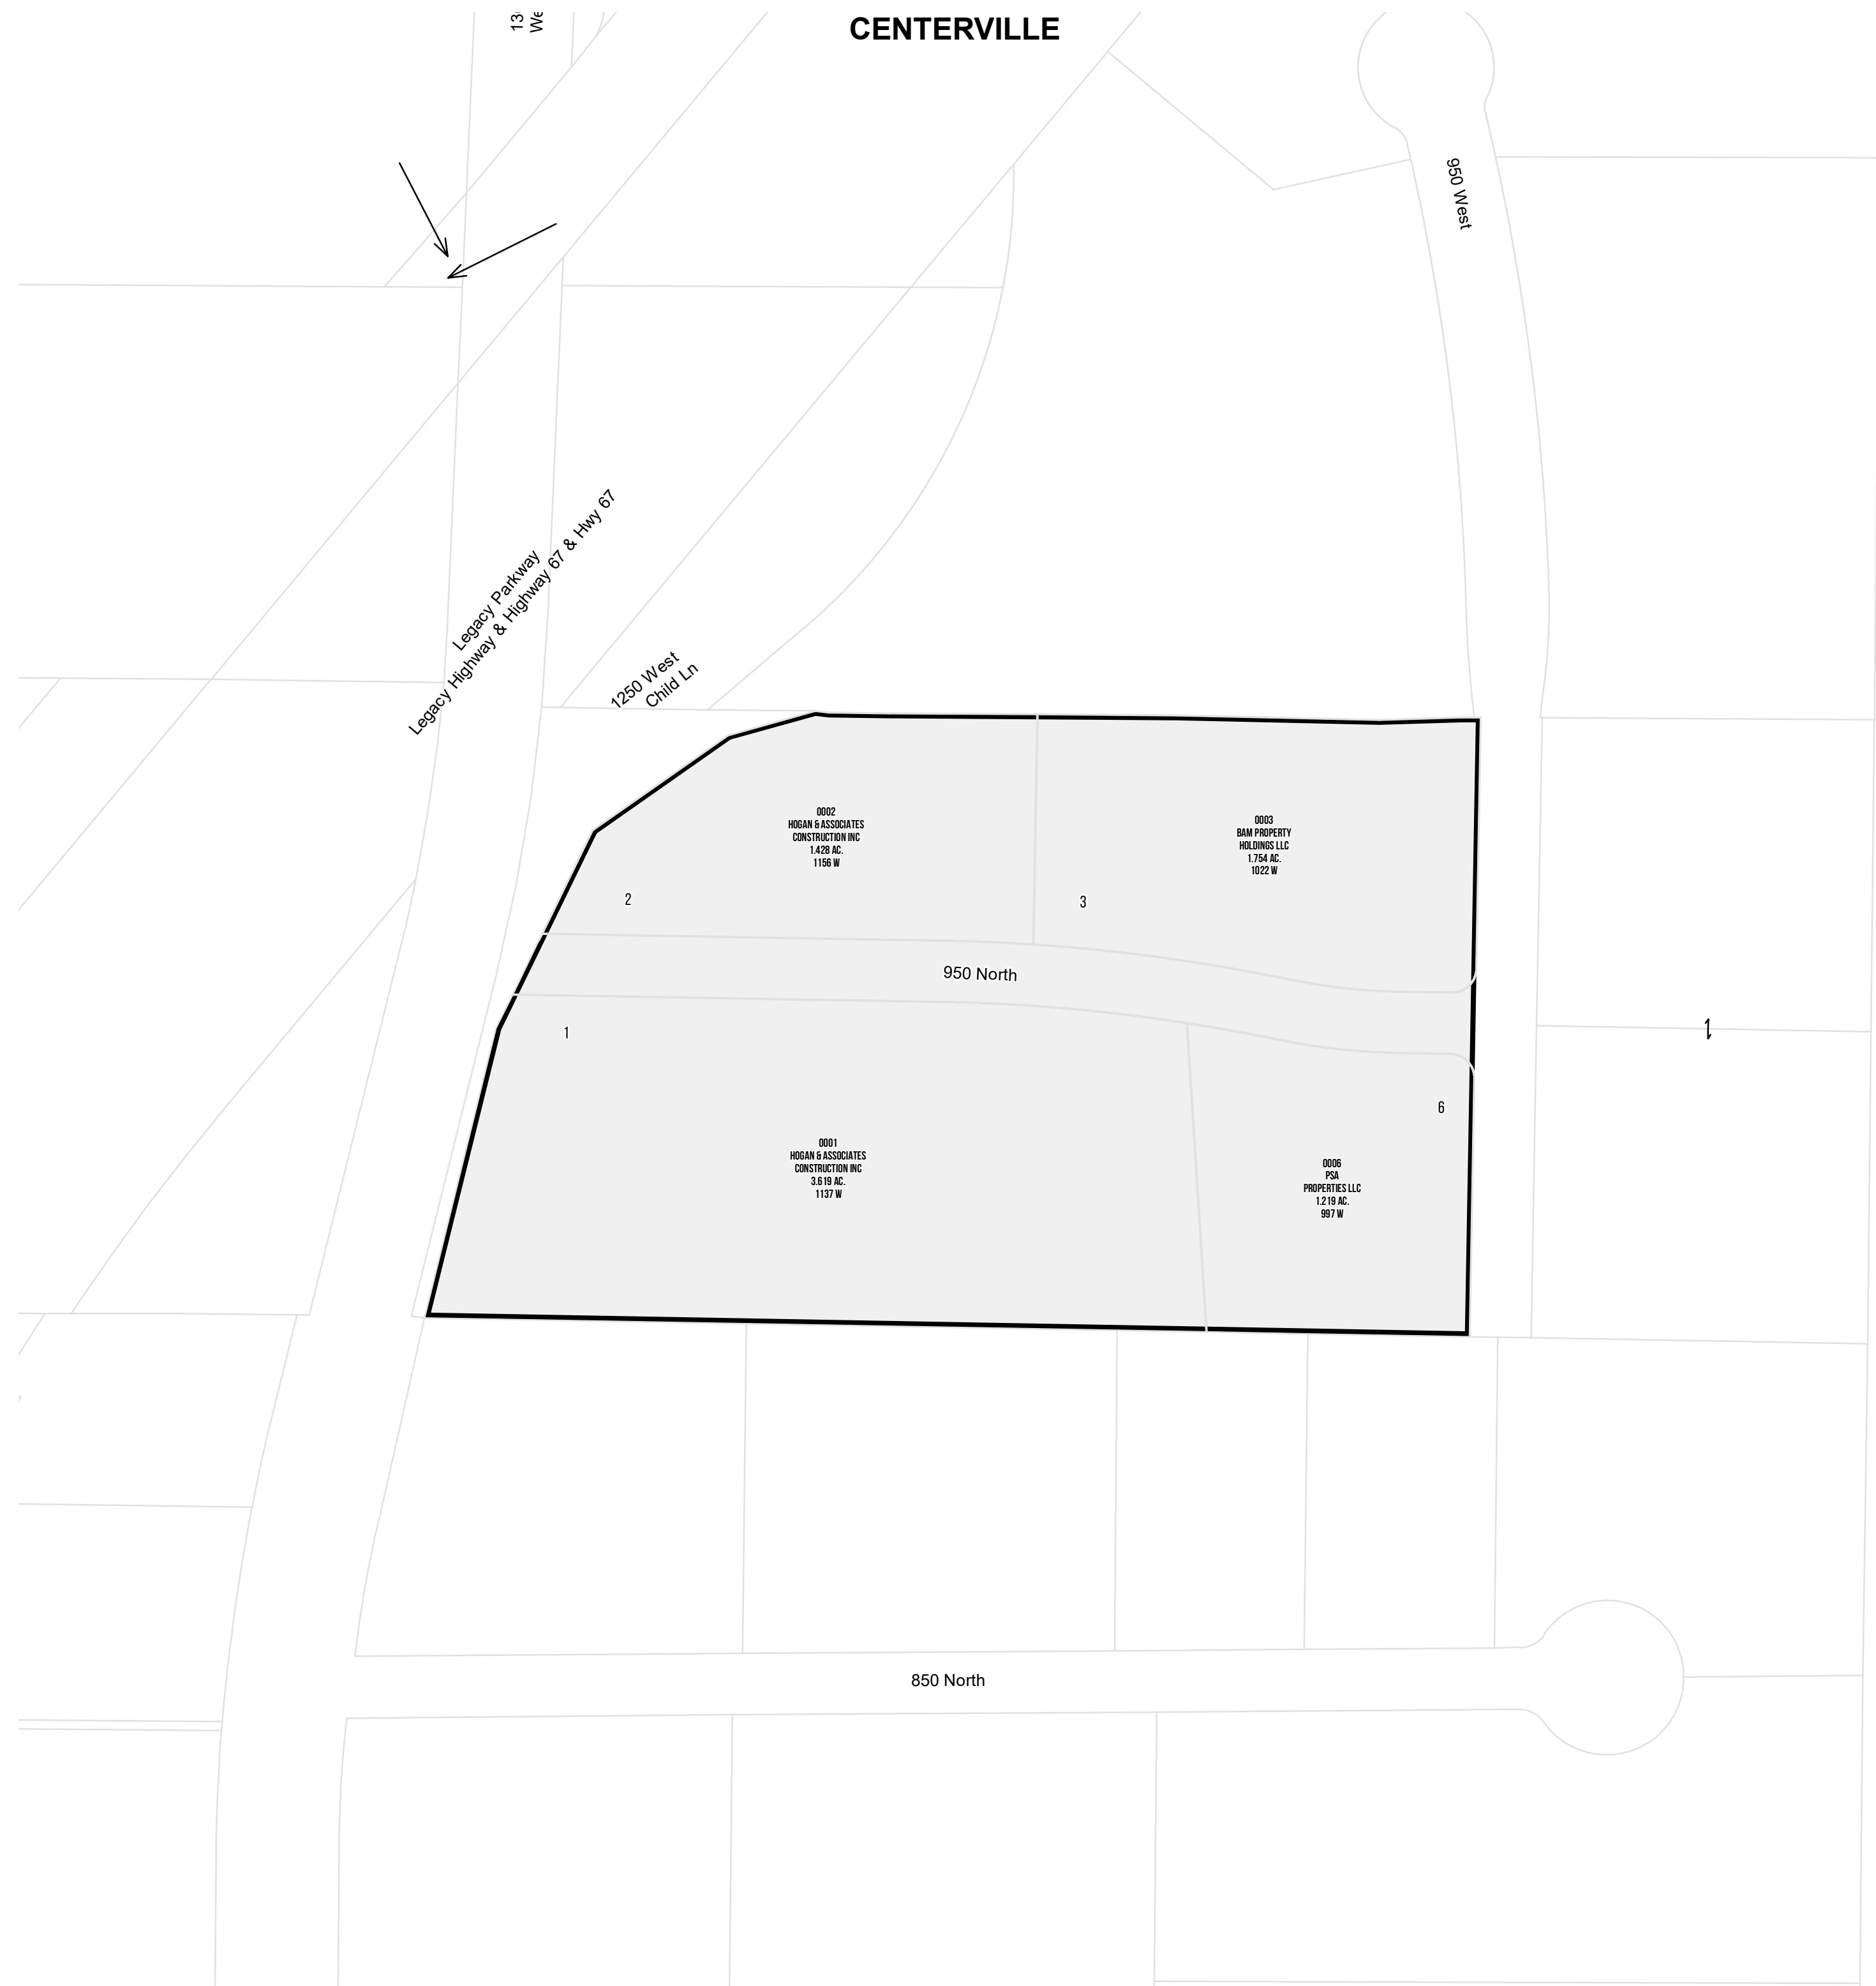 CENTERVILLE
13
We
950 West
Legacy Parkway
Legacy Highway & Highway 67 & Hwy 67
1250 West
Child Ln
0002
HOGAN & ASSOCIATES
CONSTRUCTION INC
1.428 AC.
1156 W
0003
BAM PROPERTY
HOLDINGS LLC
1.754 AC.
1022 W
2
3
950 North
1
6
0001
HOGAN & ASSOCIATES
CONSTRUCTION INC
3.619 AC.
1137 W
0006
PSA
PROPERTIES LLC
1.219 AC.
997 W
850 North